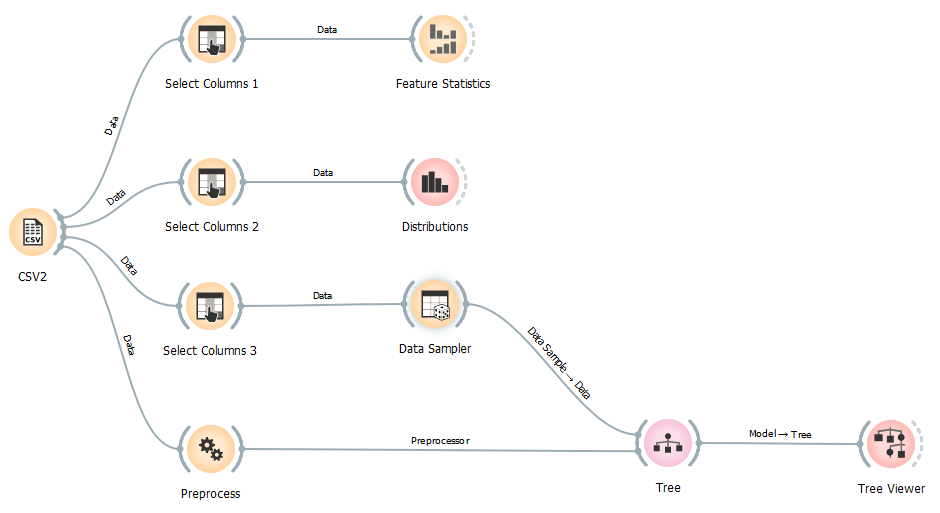 Data
Select Columns 1
Feature Statistics
Data
Data
Select Columns 2
Distributions
Data
CSV
CSV2
Data
Data
Select Columns 3
Data Sampler
Data
Data Sample → Data
Preprocessor
Model → Tree
Preprocess
Tree
Tree Viewer